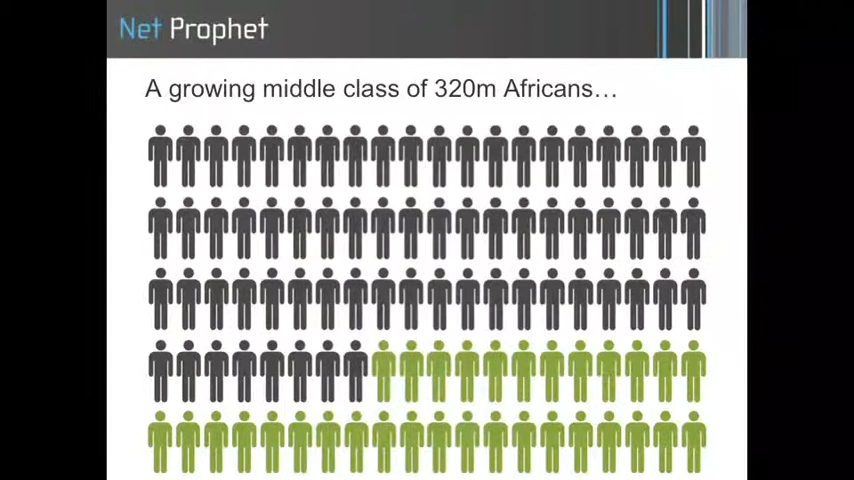 Net Prophet
A growing middle class of 320m Africans…